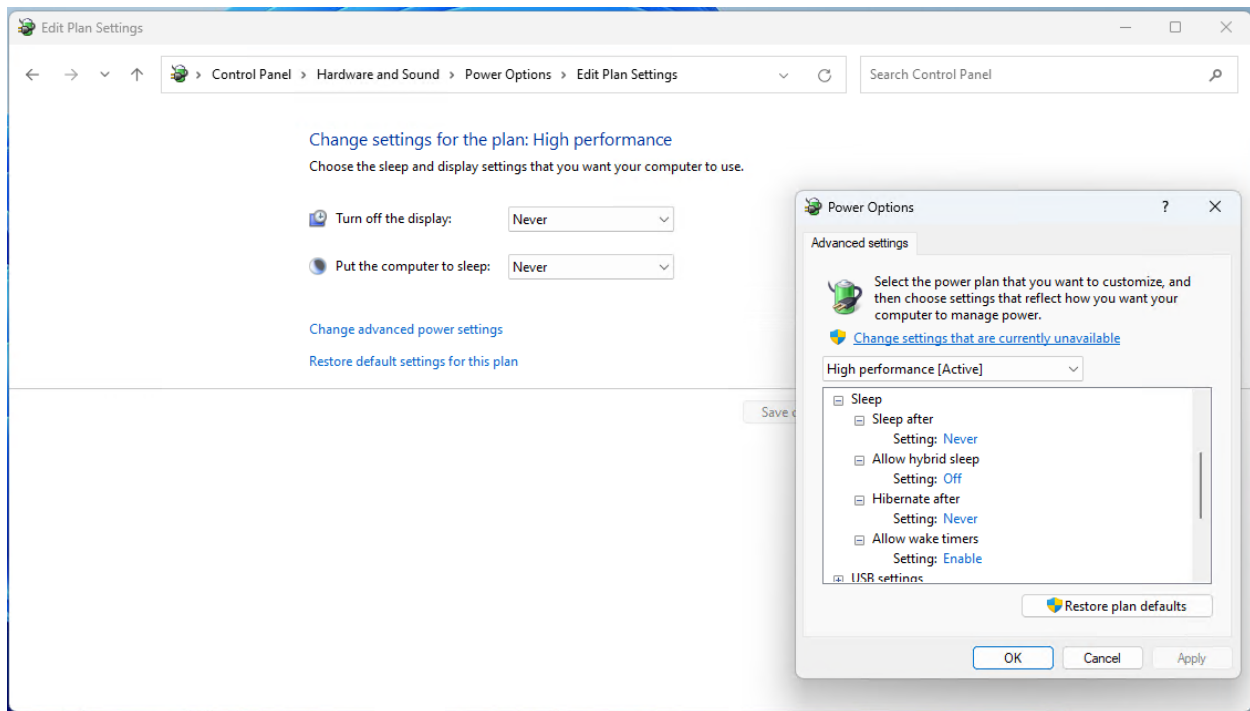 Edit Plan Settings
Control Panel > Hardware and Sound > Power Options > Edit Plan Settings
Search Control Panel
Change settings for the plan: High performance
Choose the sleep and display settings that you want your computer to use.
Turn off the display: Never
Put the computer to sleep: Never
Change advanced power settings
Restore default settings for this plan
Save
Power Options
?
Advanced settings
Select the power plan that you want to customize, and
then choose settings that reflect how you want your
computer to manage power.
Change settings that are currently unavailable
High performance [Active]
Sleep
Sleep after
Setting: Never
Allow hybrid sleep
Setting: Off
Hibernate after
Setting: Never
Allow wake timers
Setting: Enable
USB settings
Restore plan defaults
OK Cancel Apply